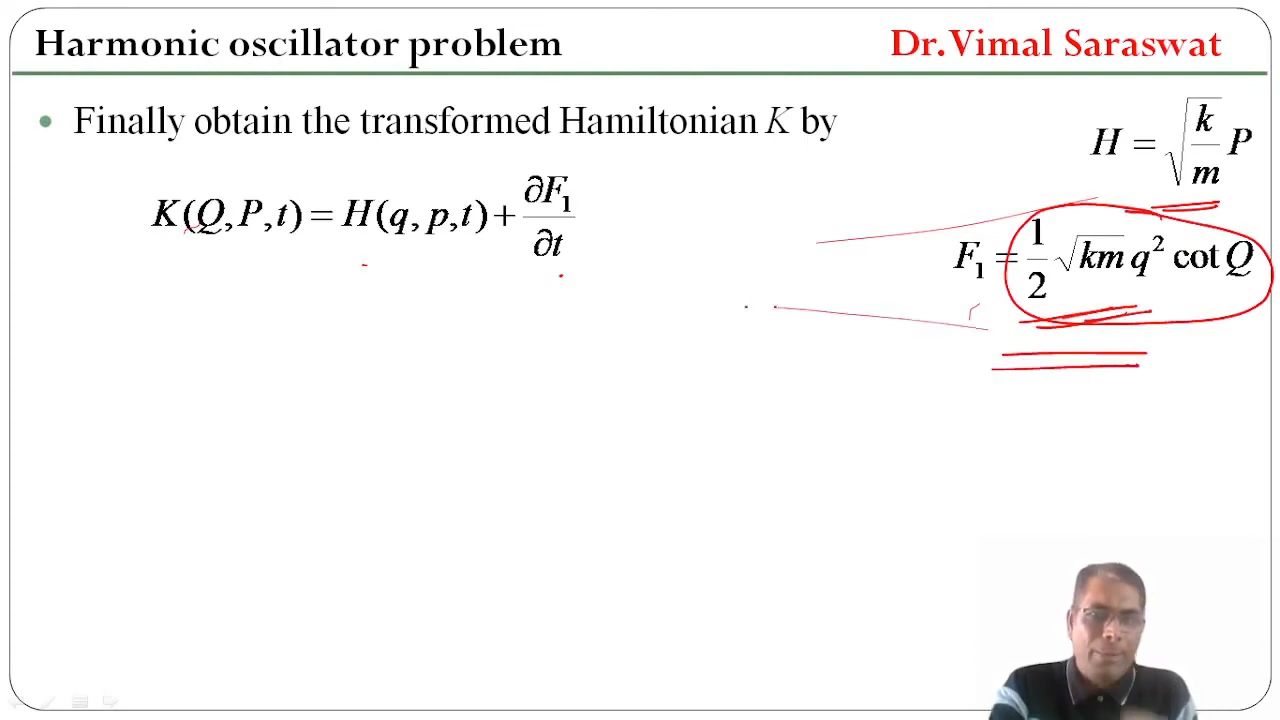 Harmonic oscillator problem
Dr. Vimal Saraswat
• Finally obtain the transformed Hamiltonian K by
H = √(k/m) P
K(Q, P, t) = H(q, p, t) + ∂F₁/∂t
F₁ = 1/2 √km q² cot Q